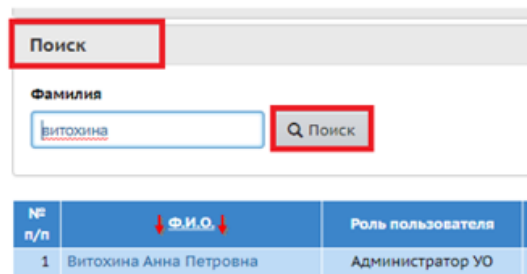 Поиск
Фамилия
витохина
Поиск
№ п/п Ф.И.О. Роль пользователя
1 Витохина Анна Петровна Администратор УО